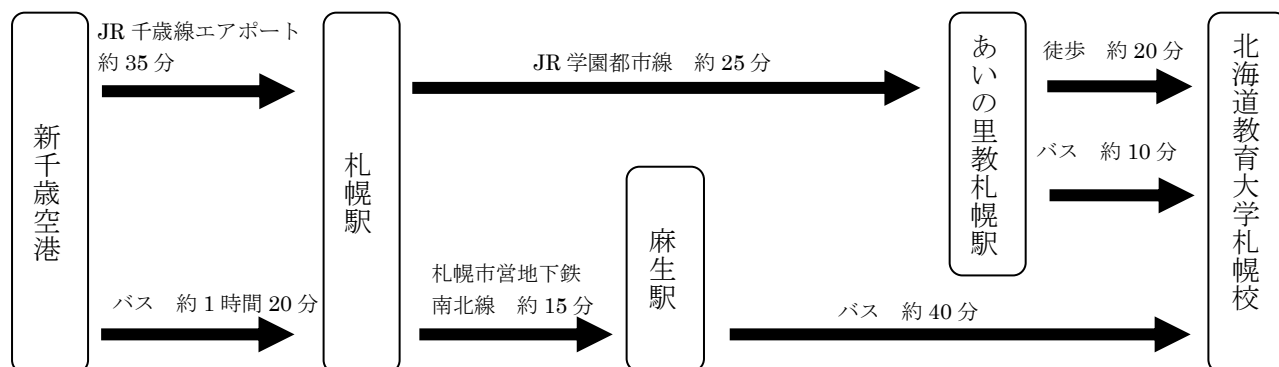 新千歳空港
JR 千歳線エアポート
約 35 分
バス　約 1 時間 20 分
札幌駅
JR 学園都市線　約 25 分
札幌市営地下鉄
南北線　約 15 分
麻生駅
バス　約 40 分
あいの里教札幌駅
徒歩　約 20 分
バス　約 10 分
北海道教育大学札幌校